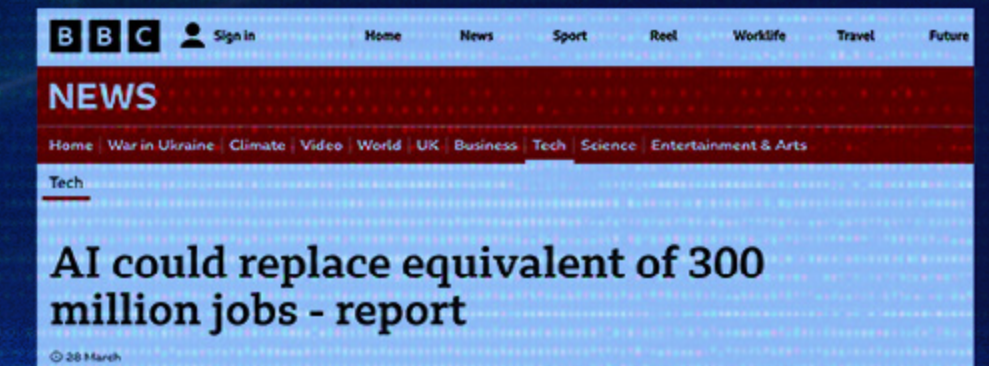 BBC Sign in Home News Sport Reel Worklife Travel Future
NEWS
Home War in Ukraine Climate Video World UK Business Tech Science Entertainment & Arts
Tech
AI could replace equivalent of 300
million jobs - report
28 March